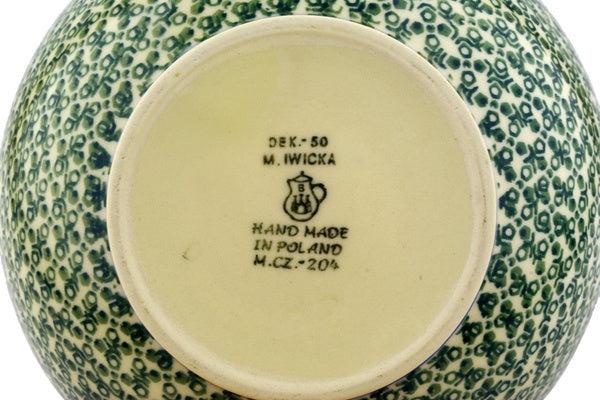 DEK.-50
M. IWICKA
B
HAND MADE
IN POLAND
M.CZ.-204